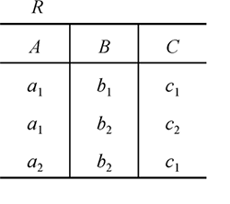 R
A B C
a₁ b₁ c₁
a₁ b₂ c₂
a₂ b₂ c₁